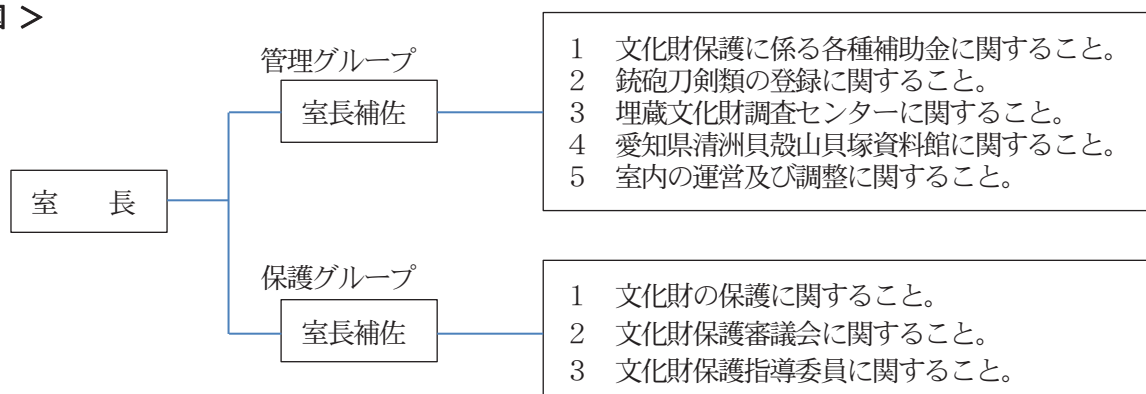 図＞
管理グループ
室長補佐
1　文化財保護に係る各種補助金に関すること。
2　銃砲刀剣類の登録に関すること。
3　埋蔵文化財調査センターに関すること。
4　愛知県清洲貝殻山貝塚資料館に関すること。
5　室内の運営及び調整に関すること。
室　　長
保護グループ
室長補佐
1　文化財の保護に関すること。
2　文化財保護審議会に関すること。
3　文化財保護指導委員に関すること。